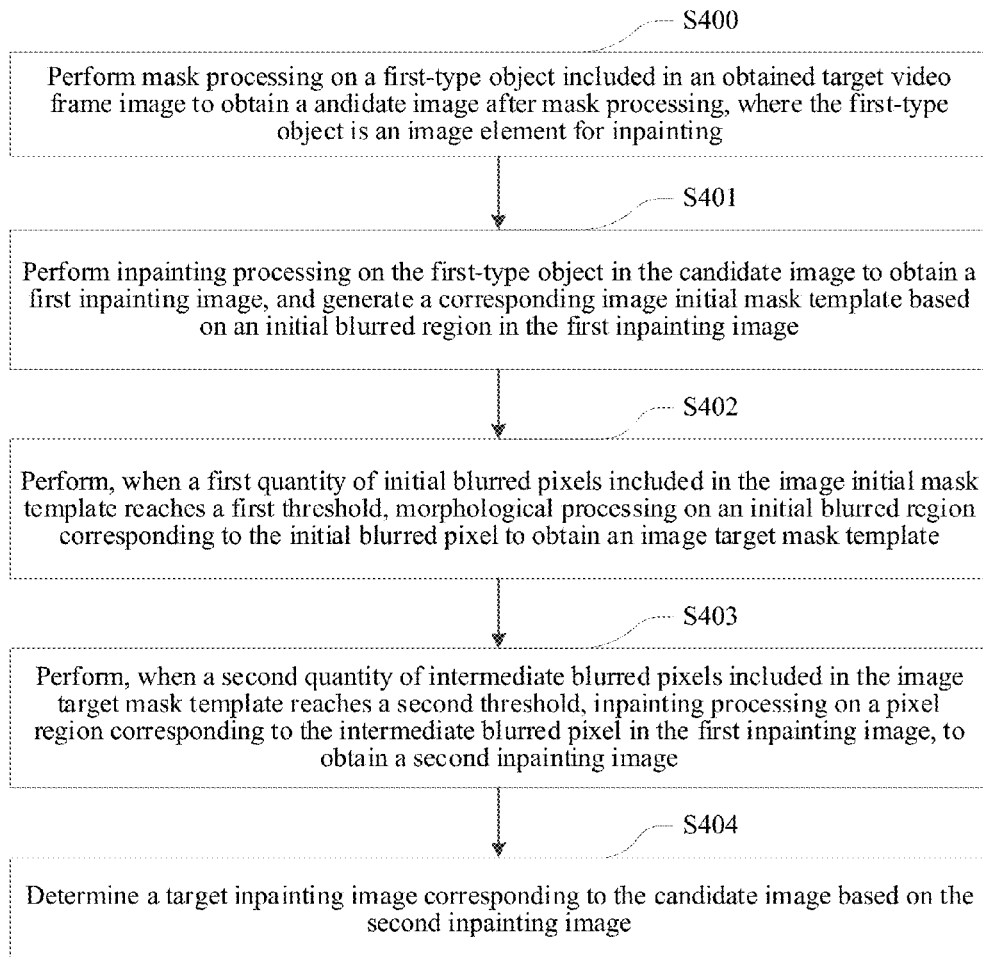 S400
Perform mask processing on a first-type object included in an obtained target video
frame image to obtain a andidate image after mask processing, where the first-type
object is an image element for inpainting
S401
Perform inpainting processing on the first-type object in the candidate image to obtain a
first inpainting image, and generate a corresponding image initial mask template based
on an initial blurred region in the first inpainting image
S402
Perform, when a first quantity of initial blurred pixels included in the image initial mask
template reaches a first threshold, morphological processing on an initial blurred region
corresponding to the initial blurred pixel to obtain an image target mask template
S403
Perform, when a second quantity of intermediate blurred pixels included in the image
target mask template reaches a second threshold, inpainting processing on a pixel
region corresponding to the intermediate blurred pixel in the first inpainting image, to
obtain a second inpainting image
S404
Determine a target inpainting image corresponding to the candidate image based on the
second inpainting image